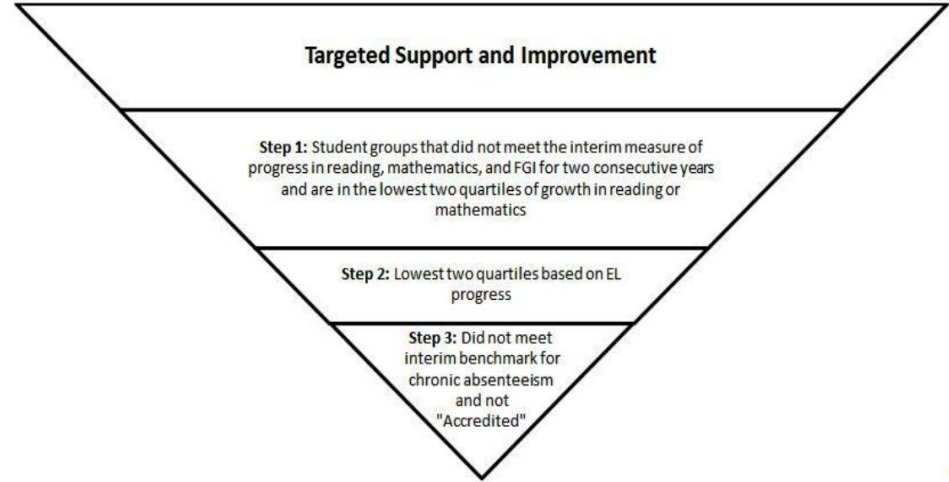 Targeted Support and Improvement
Step 1: Student groups that did not meet the interim measure of
progress in reading, mathematics, and FGI for two consecutive years
and are in the lowest two quartiles of growth in reading or
mathematics
Step 2: Lowest two quartiles based on EL
progress
Step 3: Did not meet
interim benchmark for
chronic absenteeism
and not
"Accredited"